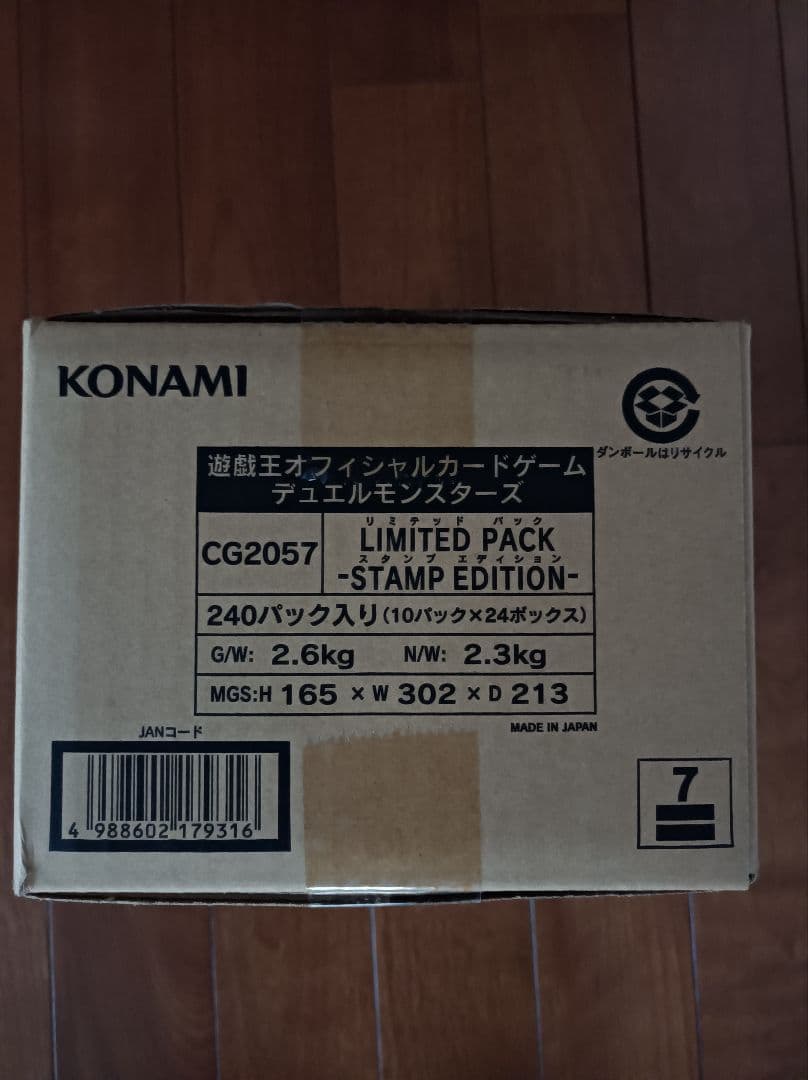 KONAMI
ダンボールはリサイクル
遊戯王オフィシャルカードゲーム
デュエルモンスターズ
CG2057
リミテッド パック
LIMITED PACK
スタンプ エディション
-STAMP EDITION-
240パック入り(10パック×24ボックス)
G/W: 2.6kg N/W: 2.3kg
MGS:H 165 × W 302 × D 213
JANコード
MADE IN JAPAN
4 988602 179316
7